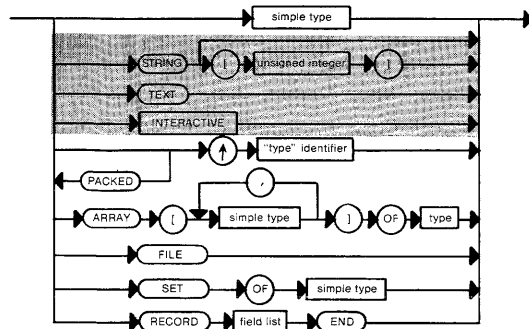 simple type
STRING [ unsigned integer ]
TEXT
INTERACTIVE
↑ "type" identifier
PACKED
,
ARRAY [ simple type ] OF type
FILE
SET OF simple type
RECORD field list END